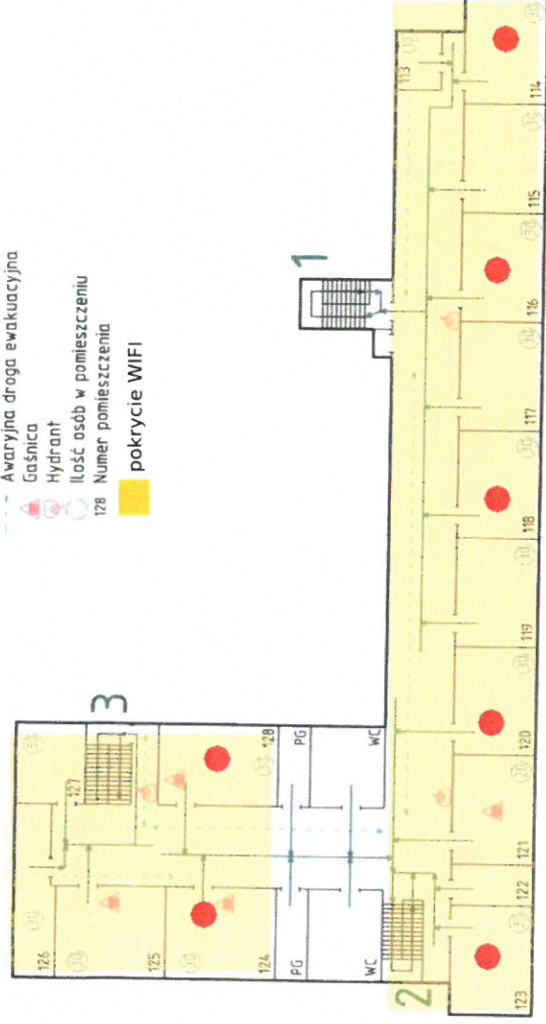 Awaryjna droga ewakuacyjna
Gaśnica
Hydrant
Ilość osób w pomieszczeniu
128 Numer pomieszczenia
pokrycie WIFI
1
2
3
113
114
115
116
117
118
119
120
121
122
123
124
125
126
127
128
PG
WC
PG
WC